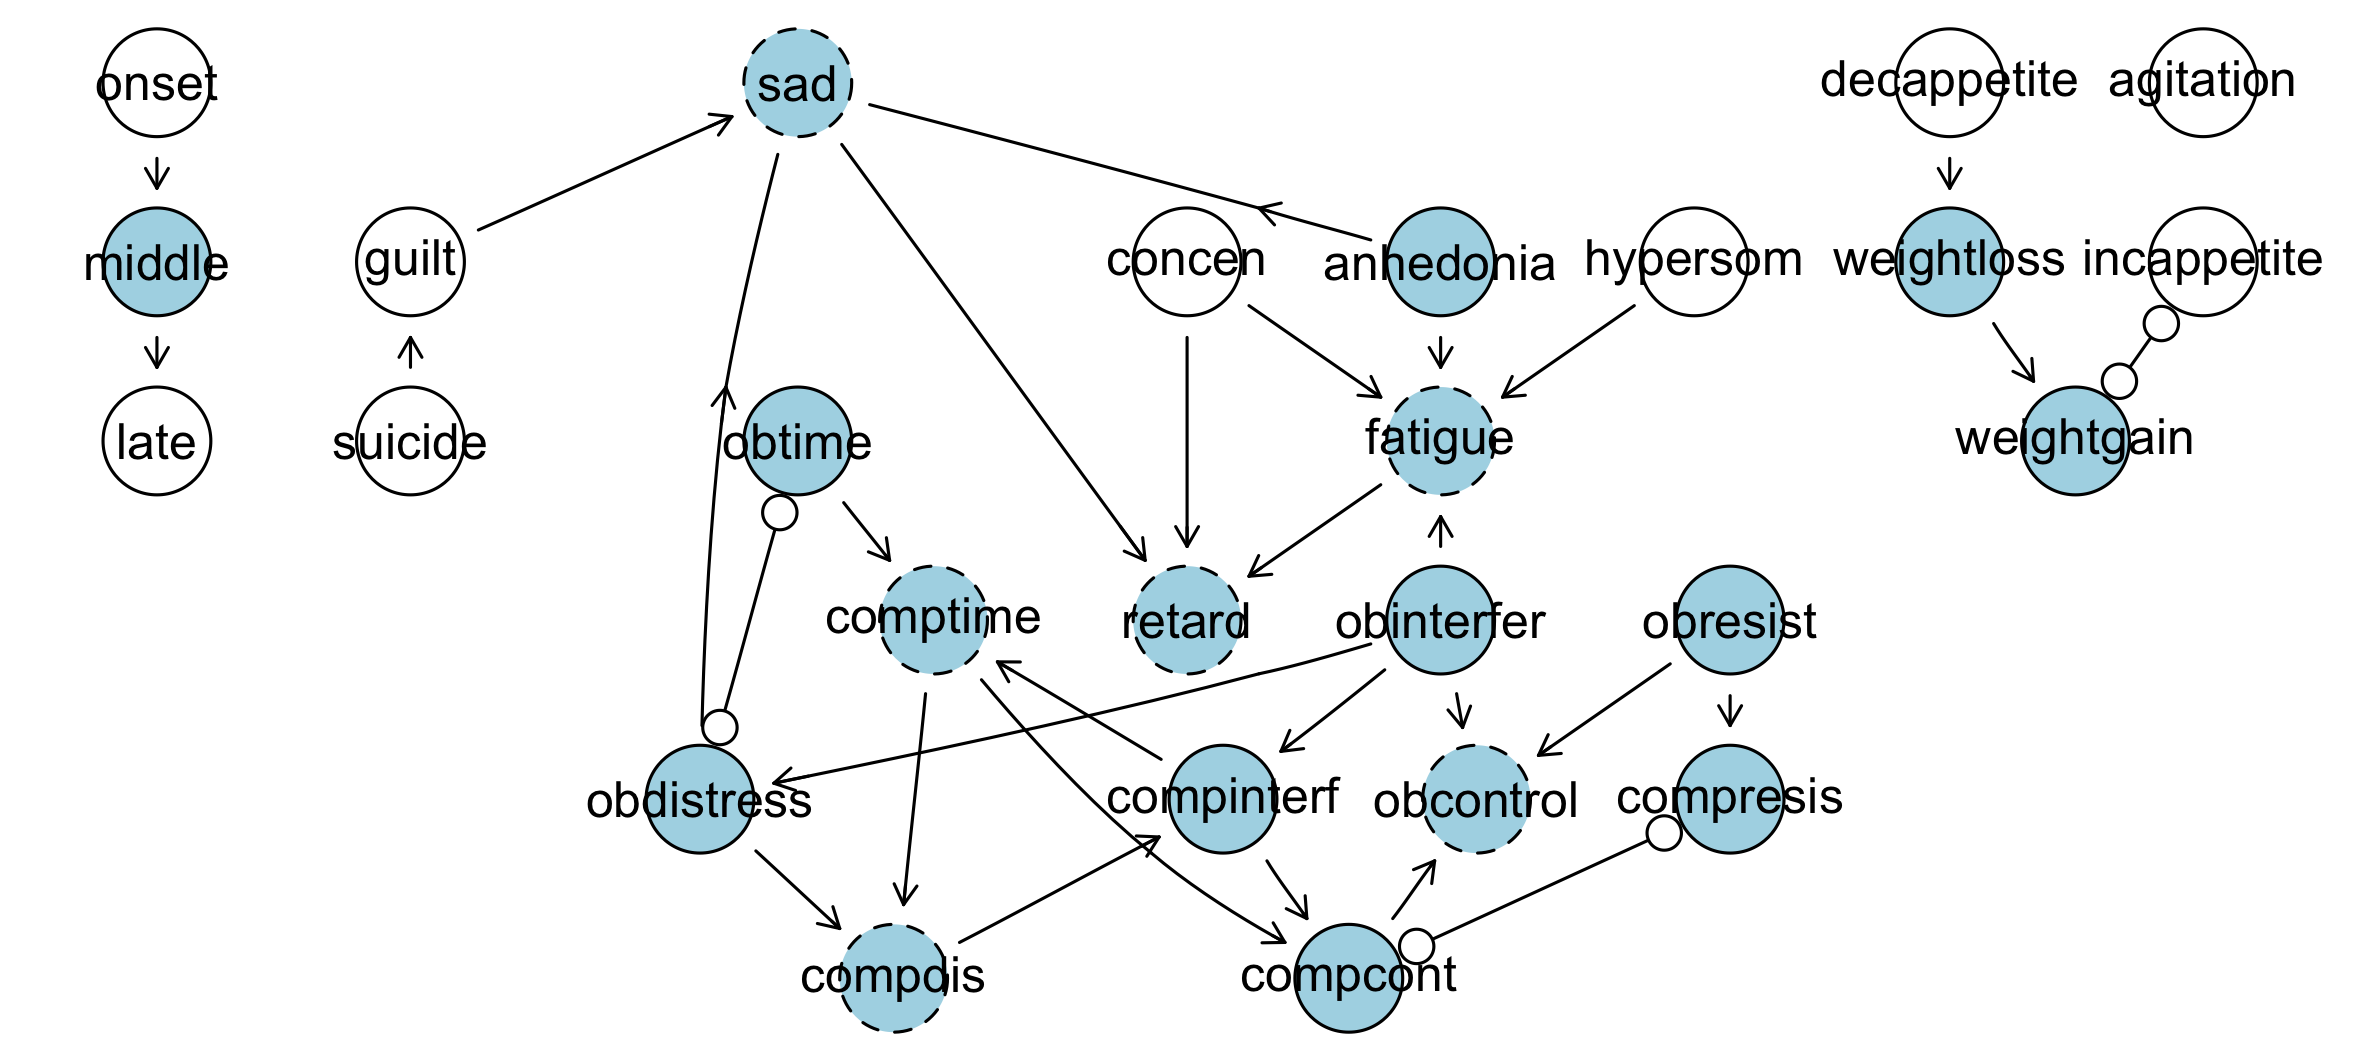 onset
sad
decappetite
agitation
middle
guilt
concen
anhedonia
hypersom
weightloss
incappetite
late
suicide
obtime
fatigue
weightgain
comptime
retard
obinterfer
obresist
obdistress
compinterf
obcontrol
compresis
compdis
compcont